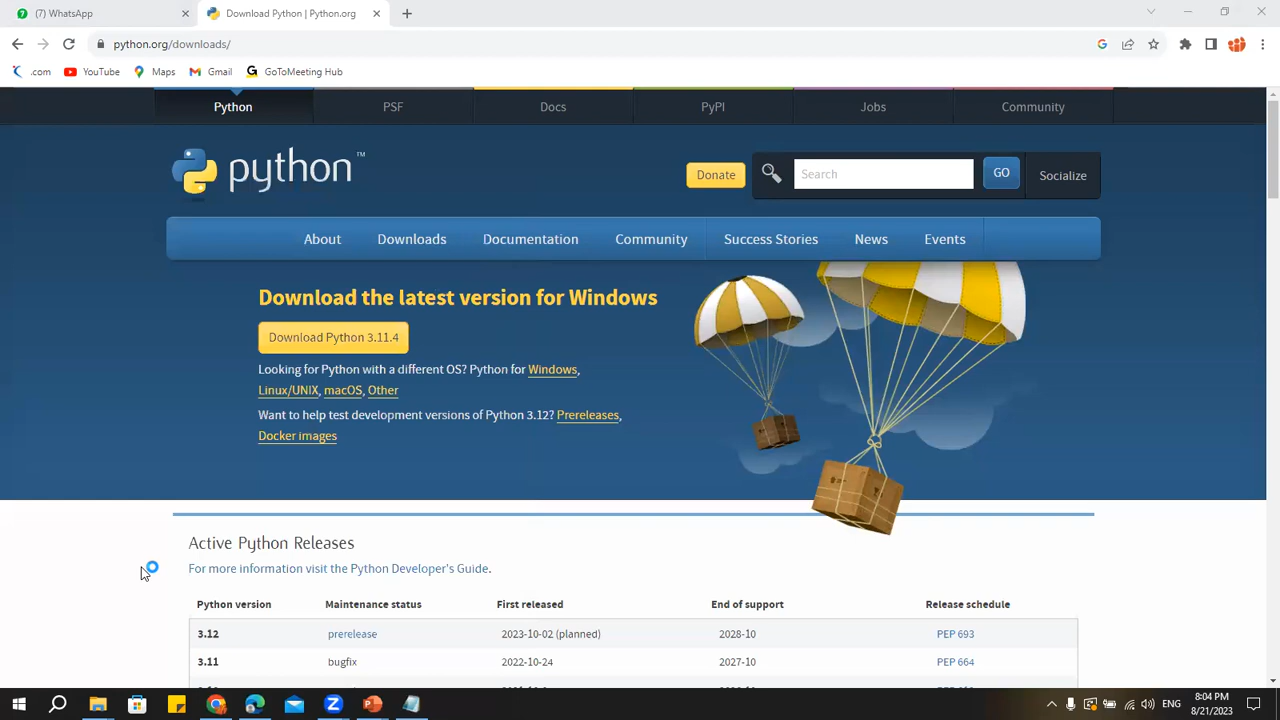 (7) WhatsApp
Download Python | Python.org
python.org/downloads/
.com
YouTube
Maps
Gmail
GoToMeeting Hub
Python
PSF
Docs
PyPI
Jobs
Community
python™
Donate
Search
GO
Socialize
About
Downloads
Documentation
Community
Success Stories
News
Events
Download the latest version for Windows
Download Python 3.11.4
Looking for Python with a different OS? Python for Windows,
Linux/UNIX, macOS, Other
Want to help test development versions of Python 3.12? Prereleases,
Docker images
Active Python Releases
For more information visit the Python Developer's Guide.
Python version Maintenance status First released End of support Release schedule
3.12 prerelease 2023-10-02 (planned) 2028-10 PEP 693
3.11 bugfix 2022-10-24 2027-10 PEP 664
ENG
8:04 PM
8/21/2023